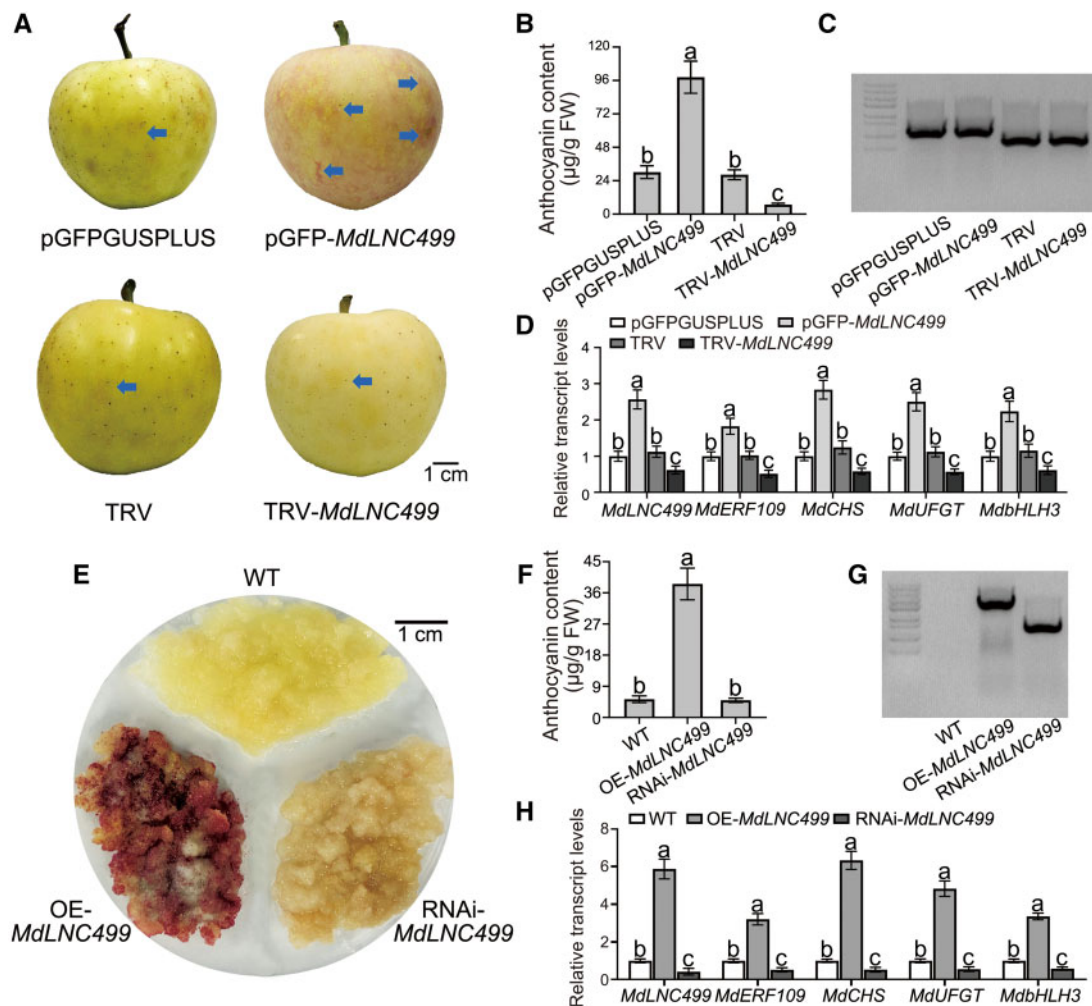 A
pGFPGUSPLUS
pGFP-MdLNC499
TRV
TRV-MdLNC499
1 cm
B
Anthocyanin content
(µg/g FW)
120
96
72
48
24
0
b
a
b
c
pGFPGUSPLUS
pGFP-MdLNC499
TRV
TRV-MdLNC499
C
pGFPGUSPLUS
pGFP-MdLNC499
TRV
TRV-MdLNC499
D
pGFPGUSPLUS pGFP-MdLNC499
TRV TRV-MdLNC499
Relative transcript levels
4
3
2
1
0
b a b c b a b c b a b c b a b c b a b c
MdLNC499 MdERF109 MdCHS MdUFGT MdbHLH3
E
WT
1 cm
OE-
MdLNC499
RNAi-
MdLNC499
F
Anthocyanin content
(µg/g FW)
45
36
27
18
9
0
b
a
b
WT
OE-MdLNC499
RNAi-MdLNC499
G
WT
OE-MdLNC499
RNAi-MdLNC499
H
WT OE-MdLNC499 RNAi-MdLNC499
Relative transcript levels
8
6
4
2
0
b a c b a c b a c b a c b a c
MdLNC499 MdERF109 MdCHS MdUFGT MdbHLH3